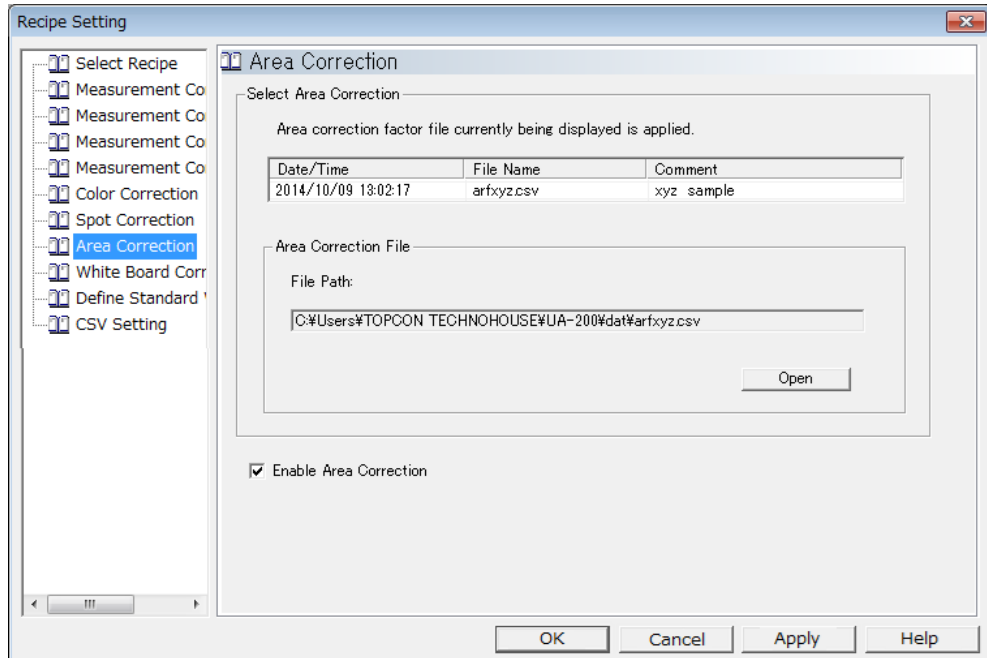 Recipe Setting
Select Recipe
Measurement Co
Measurement Co
Measurement Co
Measurement Co
Color Correction
Spot Correction
Area Correction
White Board Corr
Define Standard
CSV Setting
Area Correction
Select Area Correction
Area correction factor file currently being displayed is applied.
Date/Time File Name Comment
2014/10/09 13:02:17 arfxyz.csv xyz sample
Area Correction File
File Path:
C:¥Users¥TOPCON TECHNOHOUSE¥UA-200¥dat¥arfxyz.csv
Open
Enable Area Correction
OK Cancel Apply Help